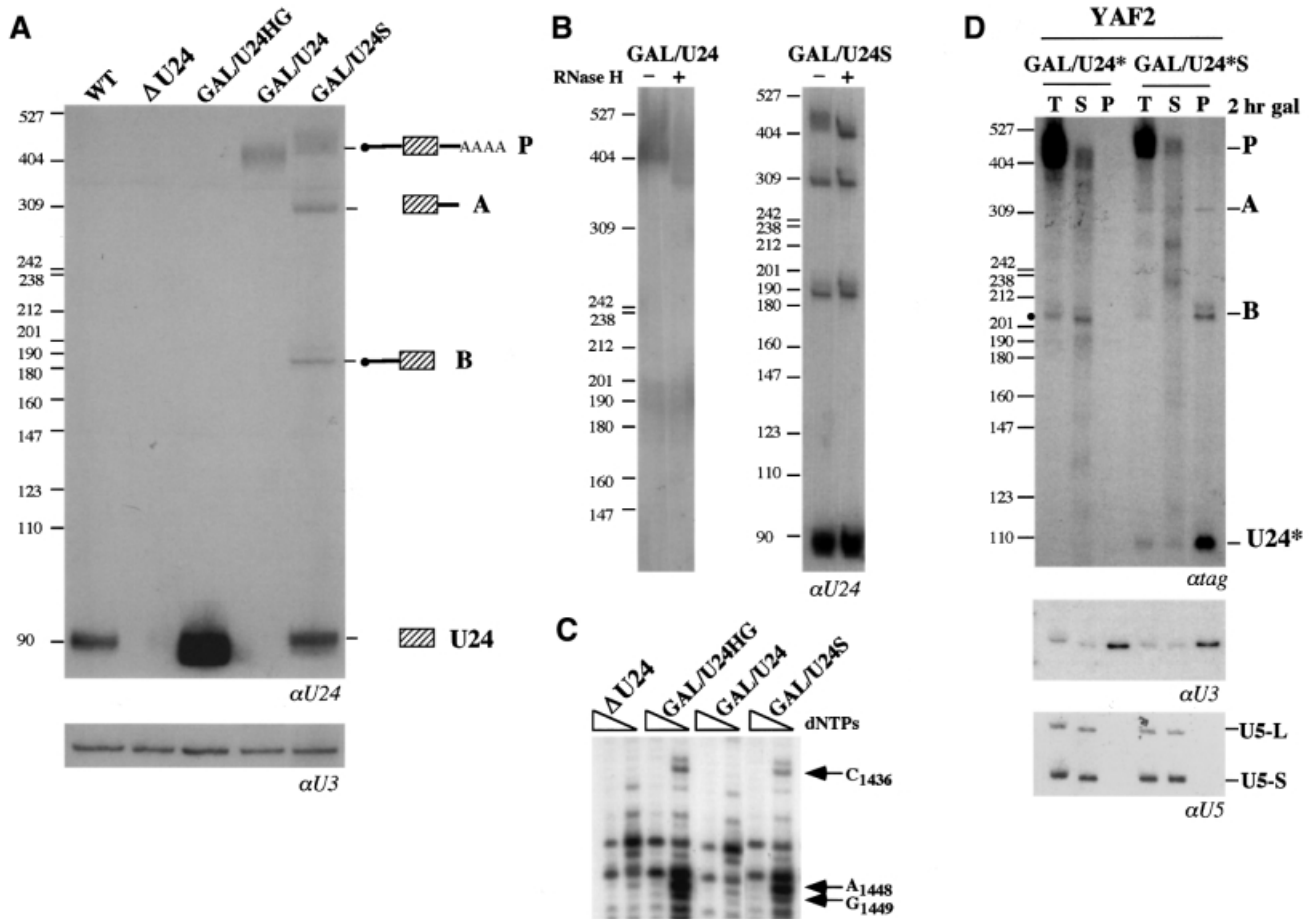 A
WT
Δ U24
GAL/U24HG
GAL/U24
GAL/U24S
527
404
309
242
238
212
201
190
180
160
147
123
110
90
AAAA P
A
B
U24
αU24
αU3
B
GAL/U24
GAL/U24S
RNase H − +
− +
527
404
309
242
238
212
201
190
180
160
147
527
404
309
242
238
212
201
190
180
160
147
123
110
90
αU24
C
Δ U24
GAL/U24HG
GAL/U24
GAL/U24S
dNTPs
C1436
A1448
G1449
D
YAF2
GAL/U24* GAL/U24*S
T S P T S P 2 hr gal
527
404
309
242
238
212
201
190
180
160
147
123
110
P
A
B
U24*
αtag
αU3
U5-L
U5-S
αU5